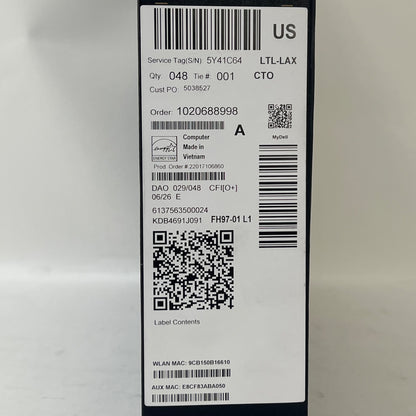 US
Service Tag(S/N): 5Y41C64 LTL-LAX
Qty 048 Tie #: 001 CTO
Cust PO: 5038527
Order: 1020688998
A
MyDell
Computer
Made in
Vietnam
ENERGY STAR
Prod. Order # 22017106860
DAO 029/048 CFI[O+]
06/26 E
6137563500024
KDB4691J091 FH97-01 L1
Label Contents
WLAN MAC: 9CB150B16610
AUX MAC: E8CF83ABA050